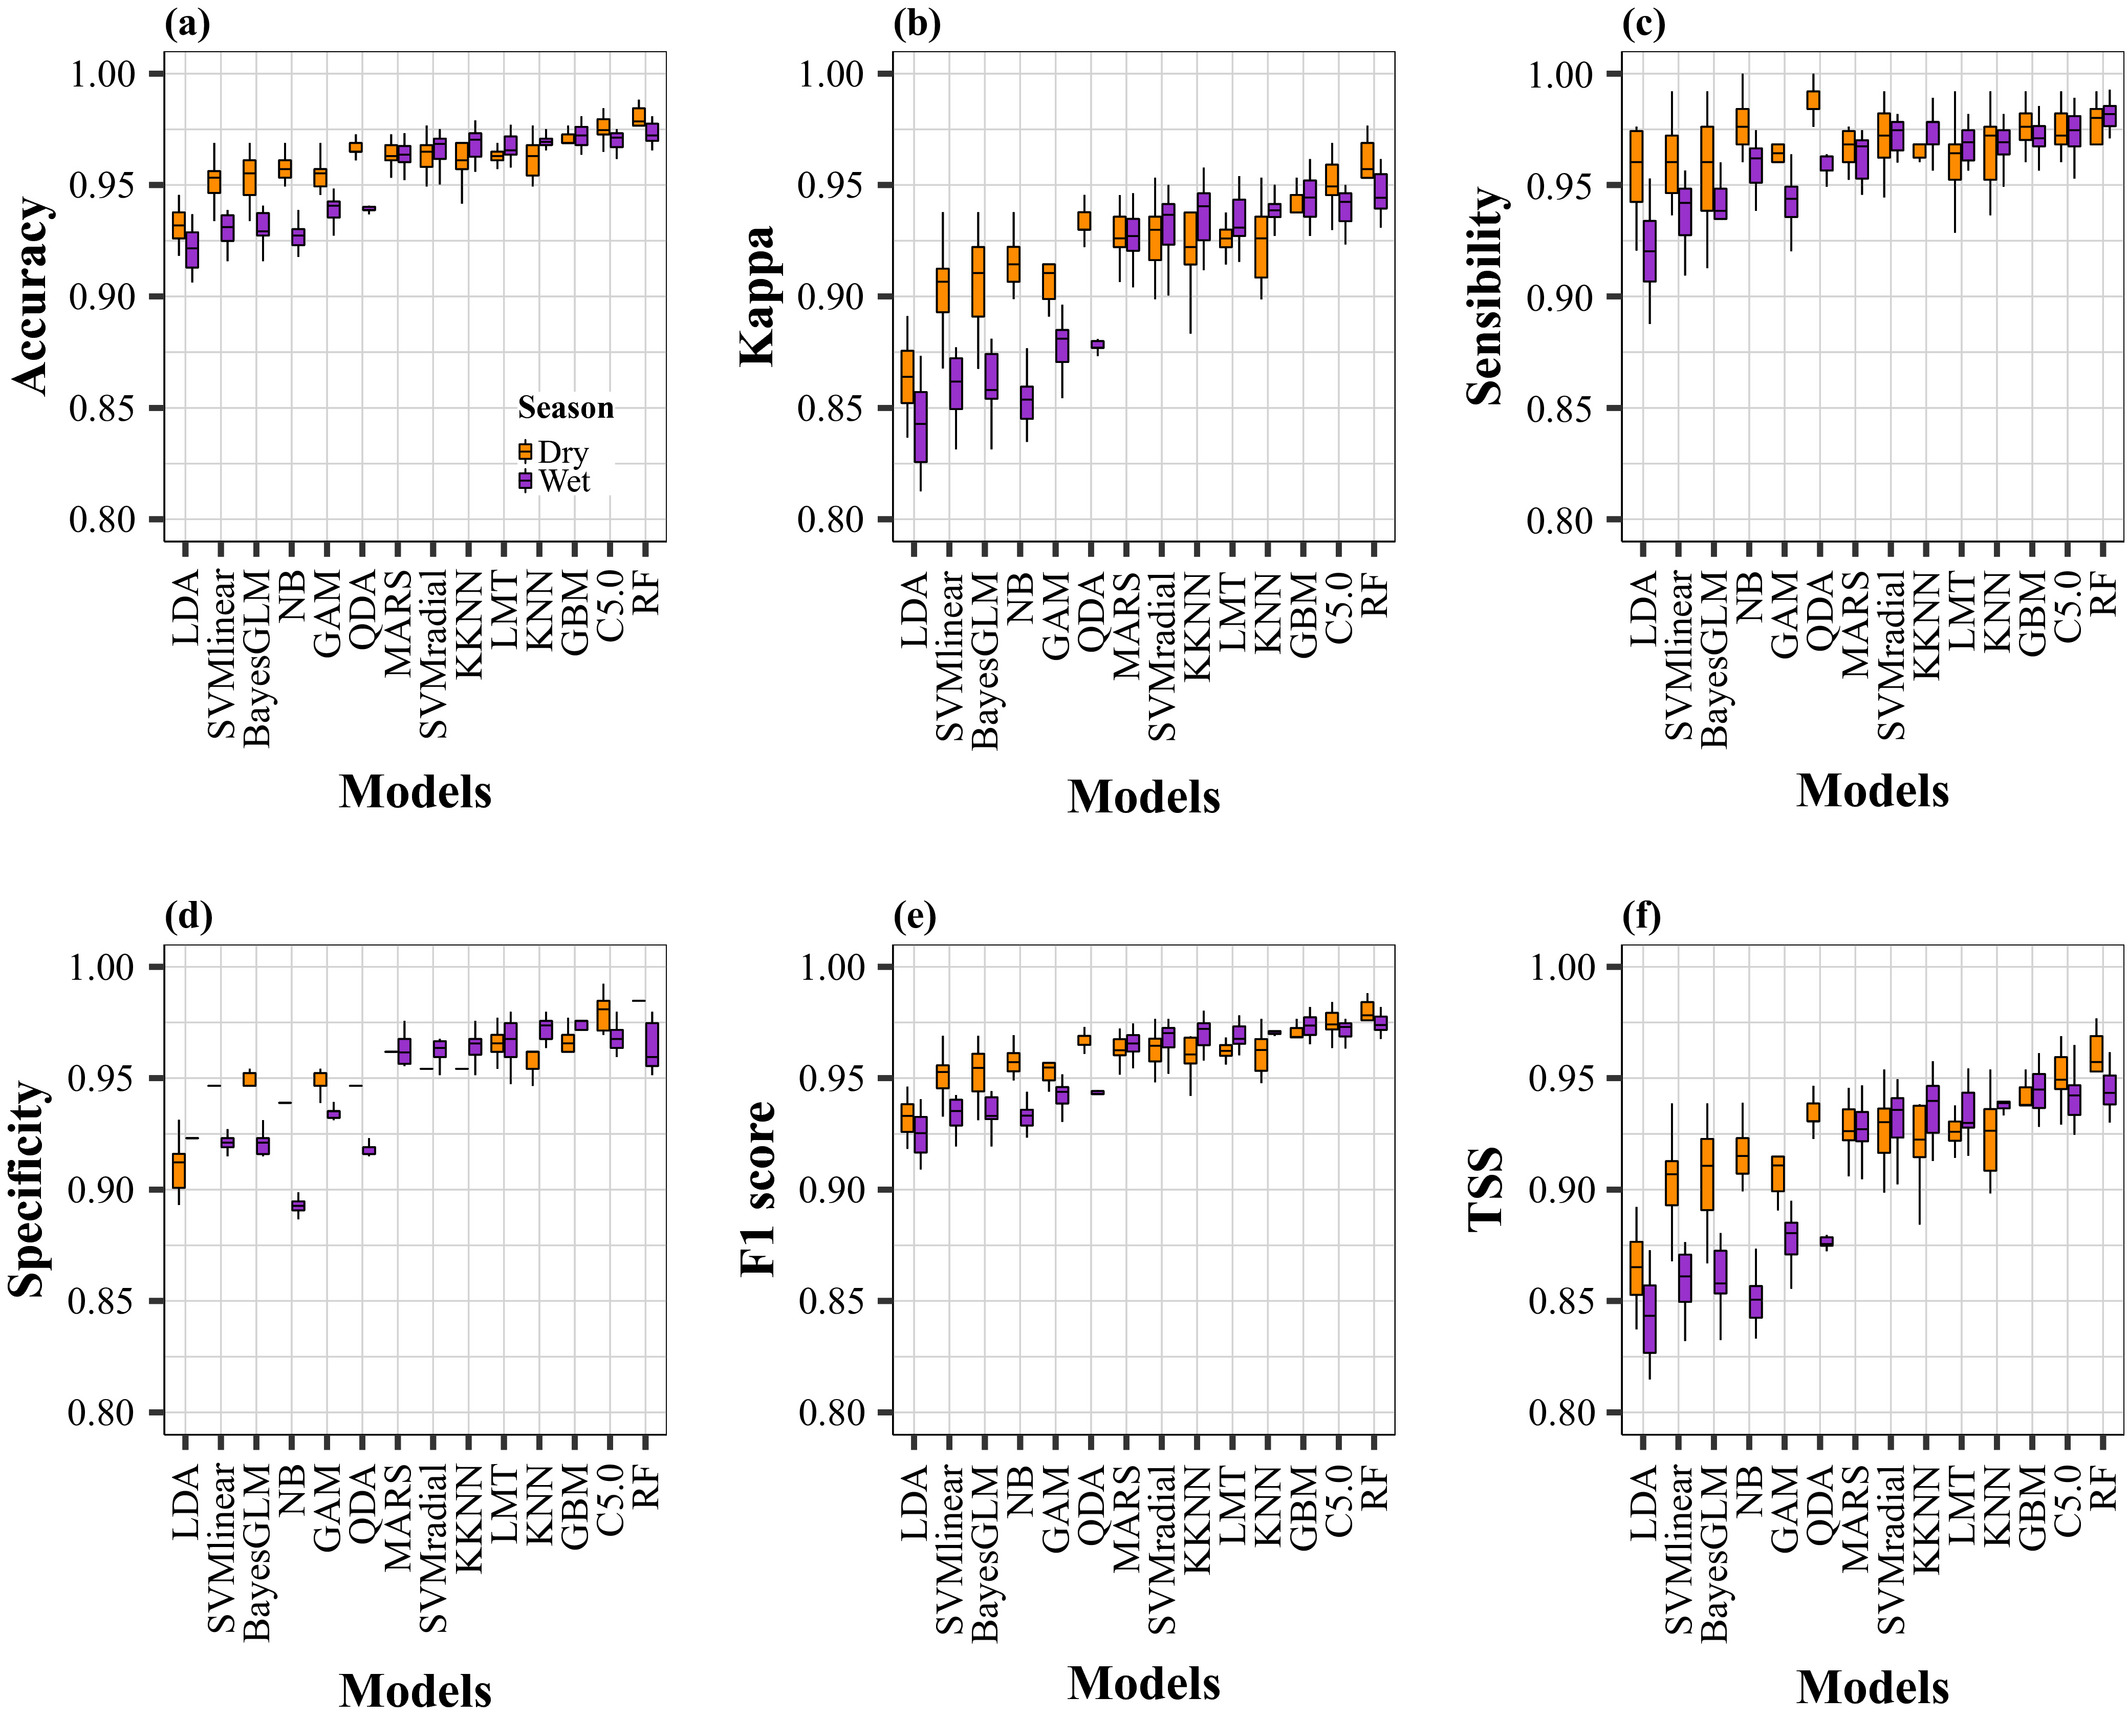 (a)
Accuracy
1.00
0.95
0.90
0.85
0.80
Season
Dry
Wet
LDA
SVMlinear
BayesGLM
NB
GAM
QDA
MARS
SVMradial
KKNN
LMT
KNN
GBM
C5.0
RF
Models
(b)
Kappa
1.00
0.95
0.90
0.85
0.80
LDA
SVMlinear
BayesGLM
NB
GAM
QDA
MARS
SVMradial
KKNN
LMT
KNN
GBM
C5.0
RF
Models
(c)
Sensibility
1.00
0.95
0.90
0.85
0.80
LDA
SVMlinear
BayesGLM
NB
GAM
QDA
MARS
SVMradial
KKNN
LMT
KNN
GBM
C5.0
RF
Models
(d)
Specificity
1.00
0.95
0.90
0.85
0.80
LDA
SVMlinear
BayesGLM
NB
GAM
QDA
MARS
SVMradial
KKNN
LMT
KNN
GBM
C5.0
RF
Models
(e)
F1 score
1.00
0.95
0.90
0.85
0.80
LDA
SVMlinear
BayesGLM
NB
GAM
QDA
MARS
SVMradial
KKNN
LMT
KNN
GBM
C5.0
RF
Models
(f)
TSS
1.00
0.95
0.90
0.85
0.80
LDA
SVMlinear
BayesGLM
NB
GAM
QDA
MARS
SVMradial
KKNN
LMT
KNN
GBM
C5.0
RF
Models